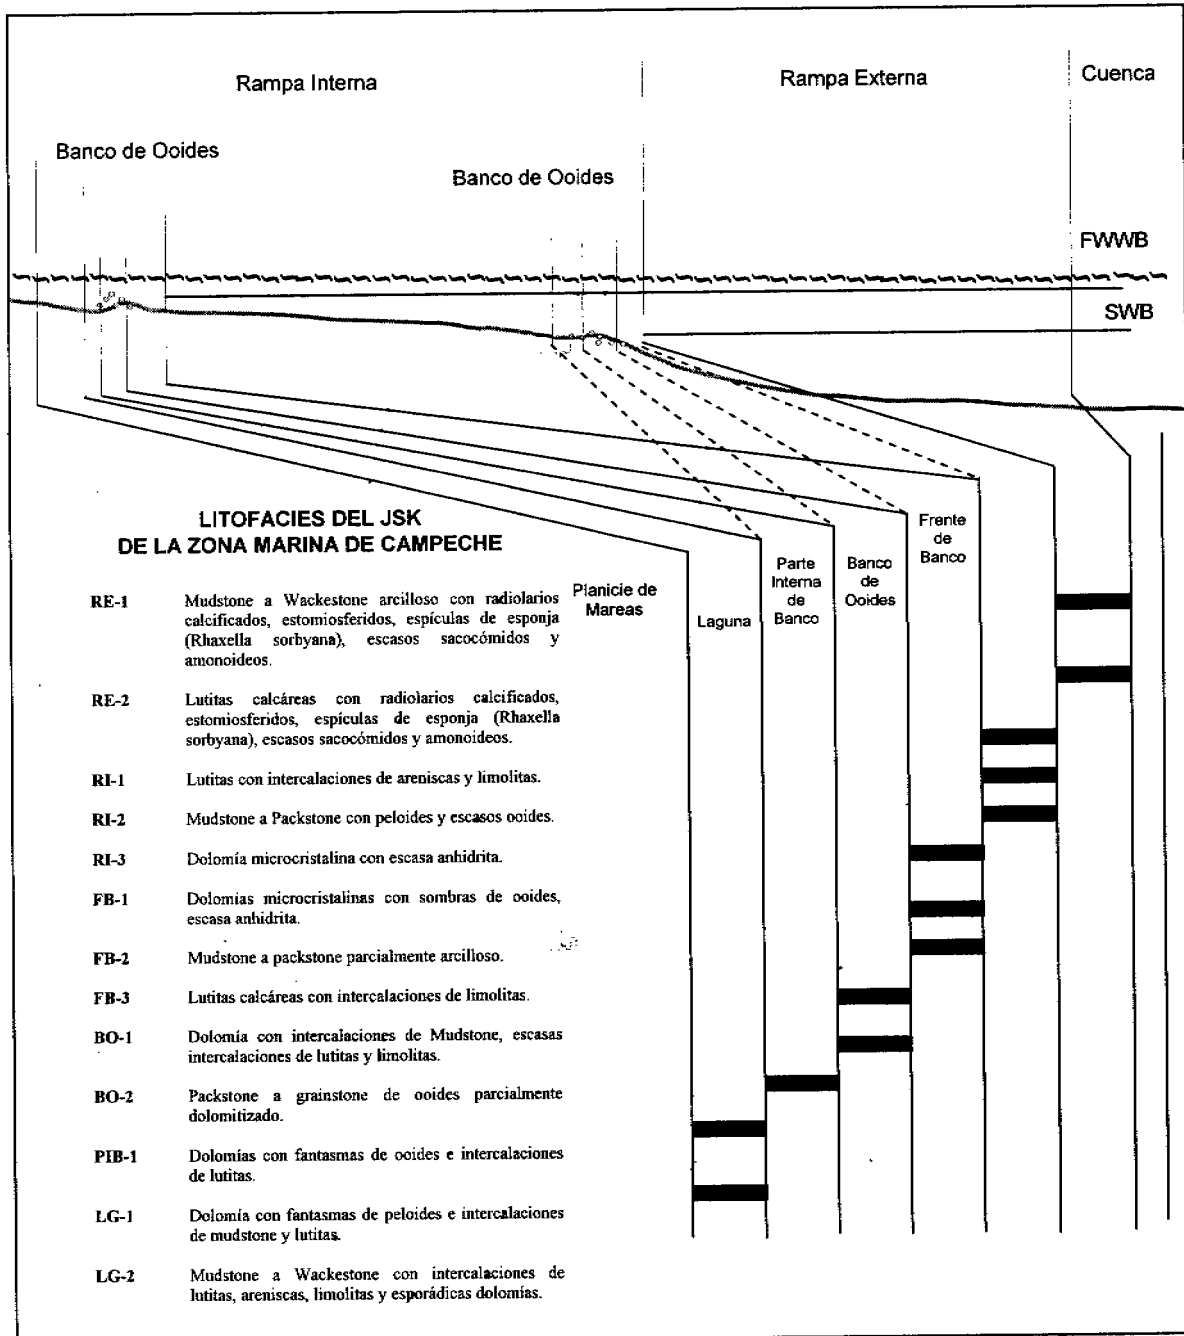 Rampa Interna
Rampa Externa
Cuenca
Banco de Ooides
Banco de Ooides
FWWB
SWB
LITOFACIES DEL JSK
DE LA ZONA MARINA DE CAMPECHE
Planicie de
Mareas
Laguna
Parte
Interna
de
Banco
Banco
de
Ooides
Frente
de
Banco
RE-1 Mudstone a Wackestone arcilloso con radiolarios
calcificados, estomiosferidos, espículas de esponja
(Rhaxella sorbyana), escasos sacocómidos y
amonoideos.
RE-2 Lutitas calcáreas con radiolarios calcificados,
estomiosferidos, espículas de esponja (Rhaxella
sorbyana), escasos sacocómidos y amonoideos.
RI-1 Lutitas con intercalaciones de areniscas y limolitas.
RI-2 Mudstone a Packstone con peloides y escasos ooides.
RI-3 Dolomía microcristalina con escasa anhidrita.
FB-1 Dolomias microcristalinas con sombras de ooides,
escasa anhidrita.
FB-2 Mudstone a packstone parcialmente arcilloso.
FB-3 Lutitas calcáreas con intercalaciones de limolitas.
BO-1 Dolomía con intercalaciones de Mudstone, escasas
intercalaciones de lutitas y limolitas.
BO-2 Packstone a grainstone de ooides parcialmente
dolomitizado.
PIB-1 Dolomías con fantasmas de ooides e intercalaciones
de lutitas.
LG-1 Dolomía con fantasmas de peloides e intercalaciones
de mudstone y lutitas.
LG-2 Mudstone a Wackestone con intercalaciones de
lutitas, areniscas, limolitas y esporádicas dolomías.